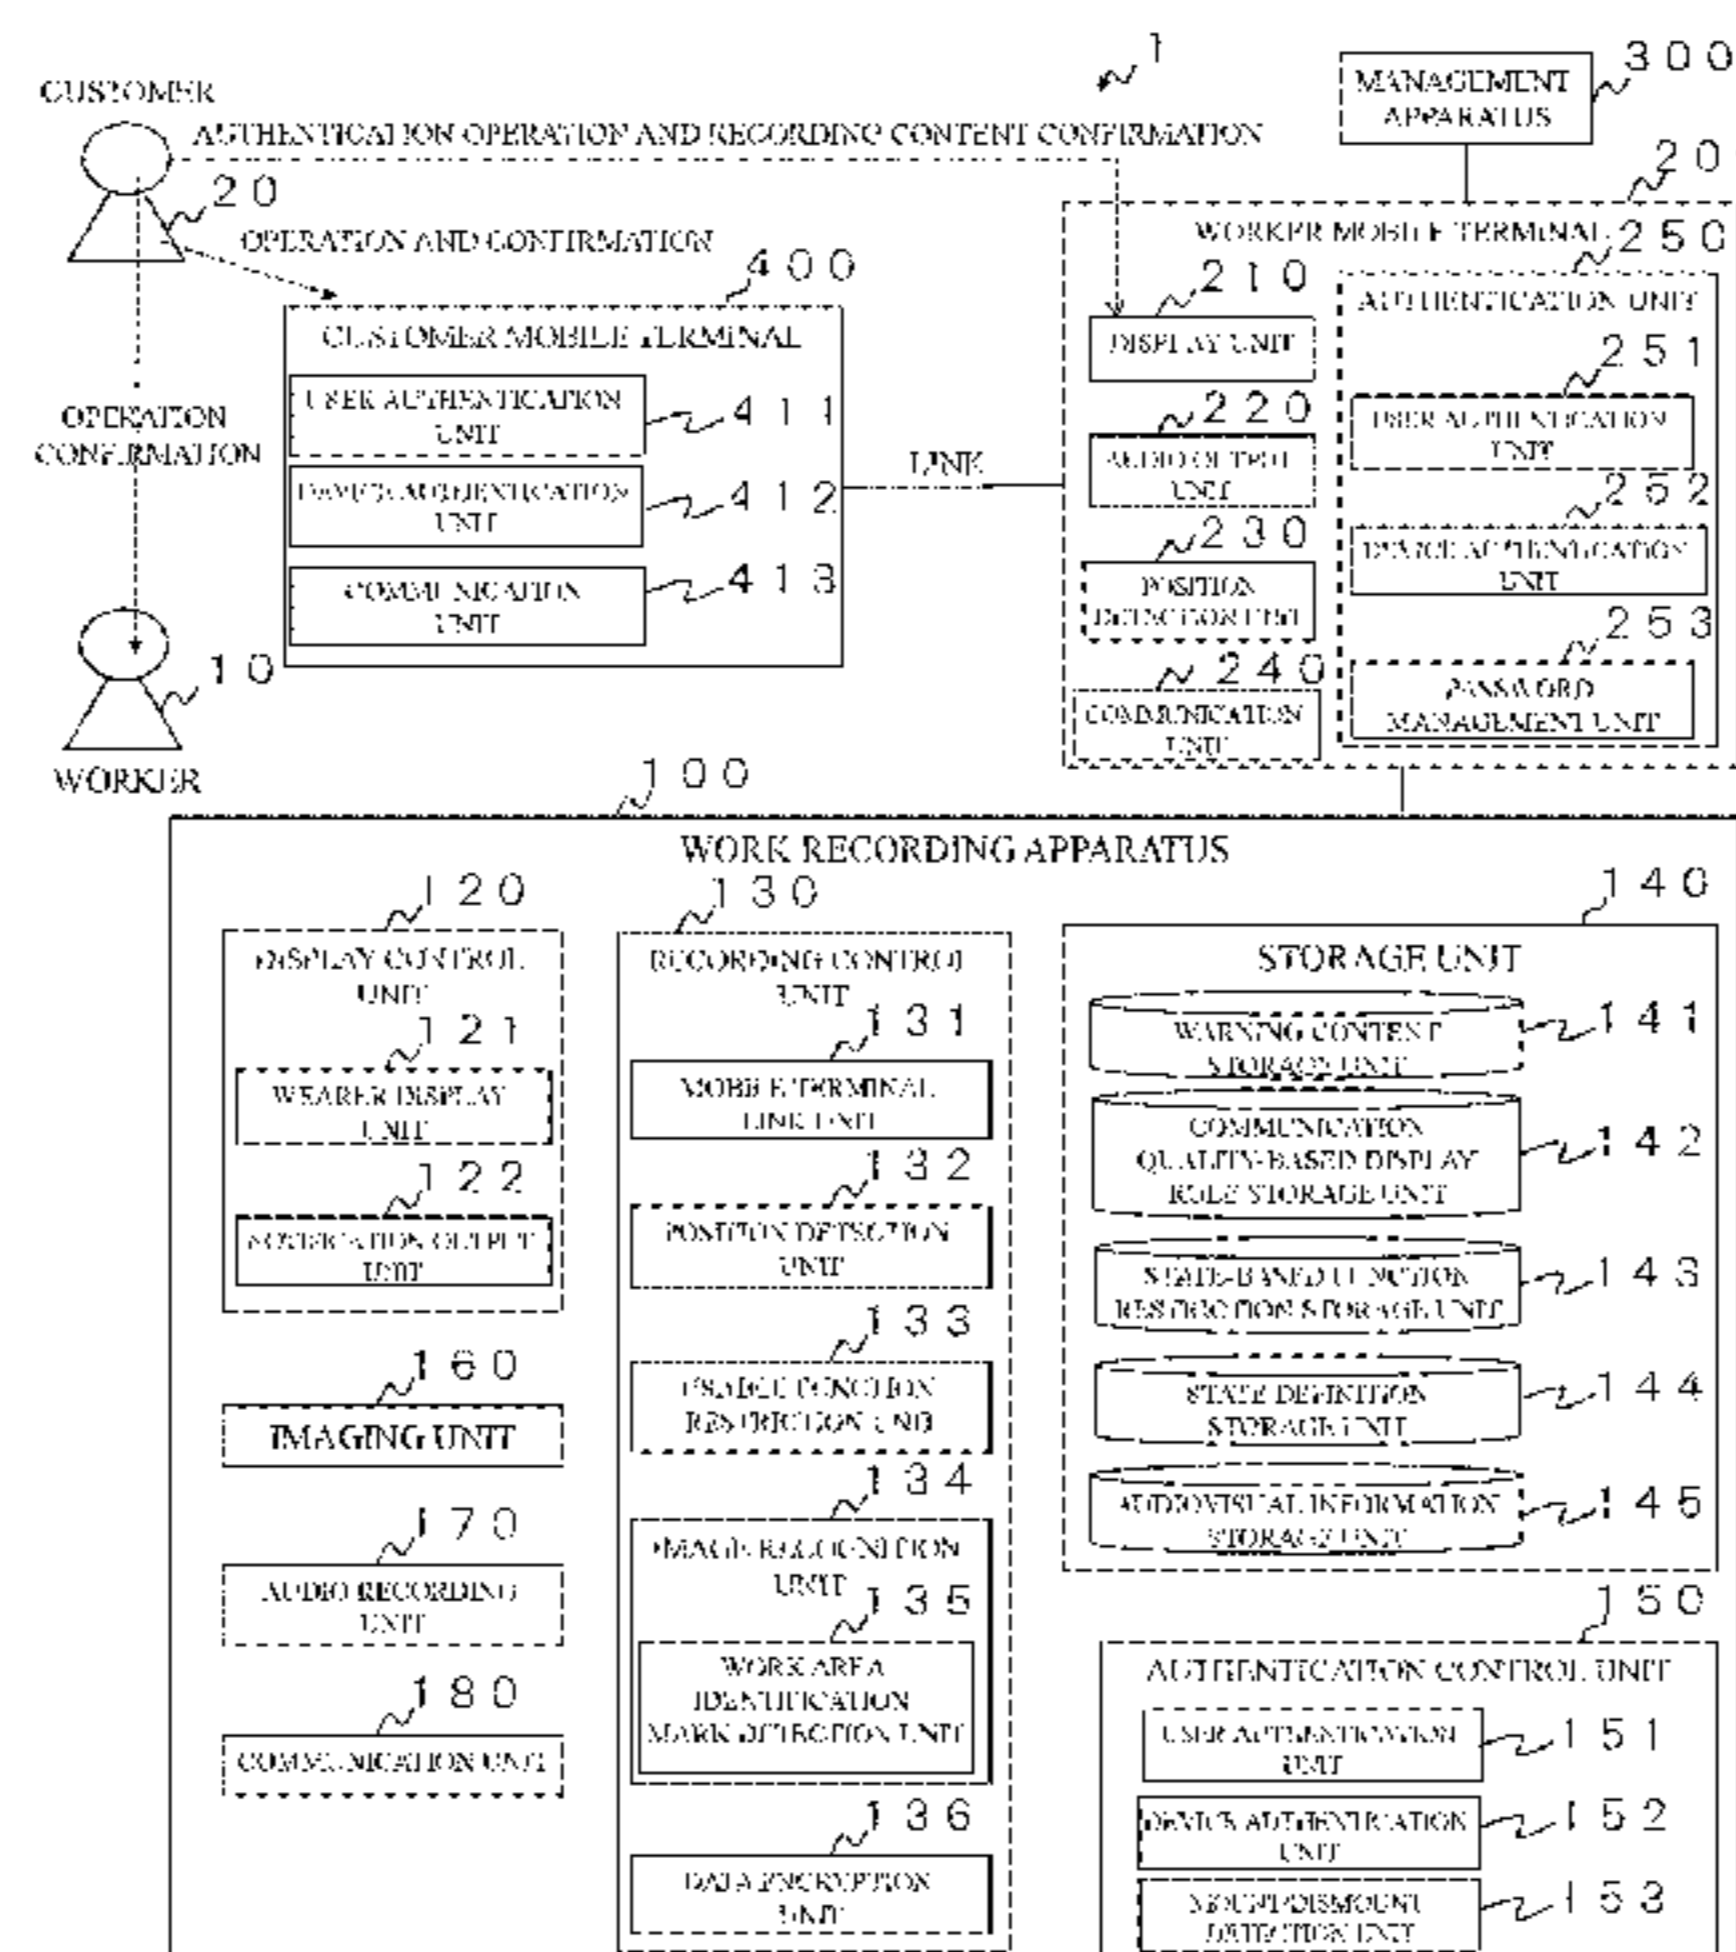 1
300
MANAGEMENT
APPARATUS
CUSTOMER
AUTHENTICATION OPERATION AND RECORDING CONTENT CONFIRMATION
20
20
OPERATION AND CONFIRMATION
WORKER MOBILE TERMINAL
250
400
CUSTOMER MOBILE TERMINAL
USER AUTHENTICATION
UNIT
411
DEVICE AUTHENTICATION
UNIT
412
COMMUNICATION
UNIT
413
OPERATION
CONFIRMATION
LINK
10
WORKER
210
DISPLAY UNIT
220
AUDIO OUTPUT
UNIT
230
POSITION
DETECTION UNIT
240
COMMUNICATION
UNIT
AUTHENTICATION UNIT
251
USER AUTHENTICATION
UNIT
252
DEVICE AUTHENTICATION
UNIT
253
PASSWORD
MANAGEMENT UNIT
100
WORK RECORDING APPARATUS
120
DISPLAY CONTROL
UNIT
121
WEARER DISPLAY
UNIT
122
NOTIFICATION OUTPUT
UNIT
160
IMAGING UNIT
170
AUDIO RECORDING
UNIT
180
COMMUNICATION UNIT
130
RECORDING CONTROL
UNIT
131
MOBILE TERMINAL
LINK UNIT
132
POSITION DETECTION
UNIT
133
USABLE FUNCTION
RESTRICTION UNIT
134
IMAGE RECOGNITION
UNIT
135
WORK AREA
IDENTIFICATION
MARK DETECTION UNIT
136
DATA ENCRYPTION
UNIT
140
STORAGE UNIT
WARNING CONTENT
STORAGE UNIT
141
COMMUNICATION
QUALITY-BASED DISPLAY
RULE STORAGE UNIT
142
STATE-BASED FUNCTION
RESTRICTION STORAGE UNIT
143
STATE DEFINITION
STORAGE UNIT
144
AUDIOVISUAL INFORMATION
STORAGE UNIT
145
150
AUTHENTICATION CONTROL UNIT
USER AUTHENTICATION
UNIT
151
DEVICE AUTHENTICATION
UNIT
152
MOUNT/DISMOUNT
DETECTION UNIT
153